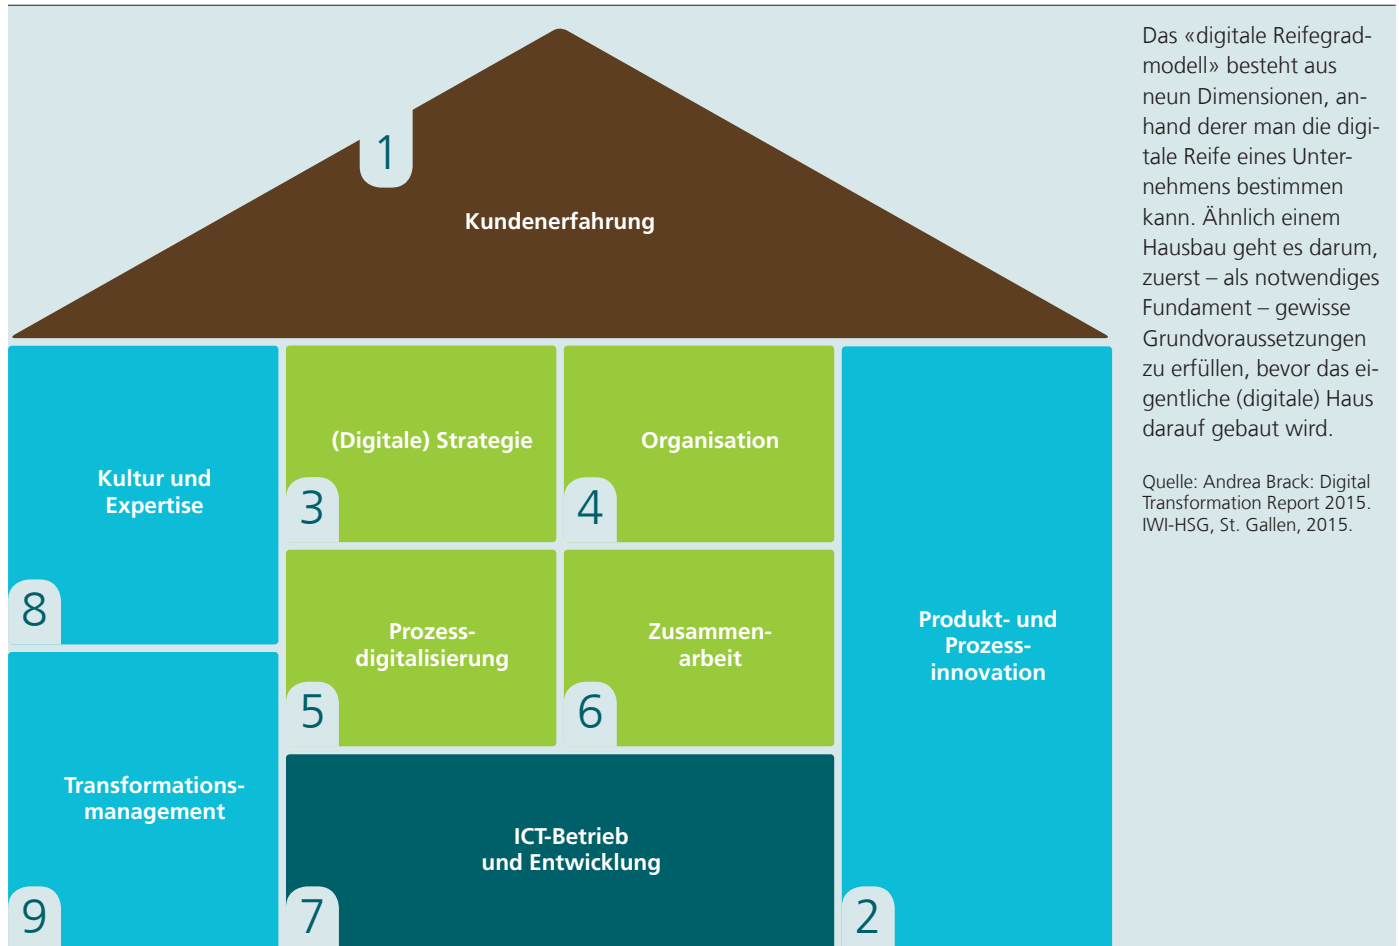 1
Kundenerfahrung
Kultur und
Expertise
8
(Digitale) Strategie
3
Organisation
4
Prozess-
digitalisierung
5
Zusammen-
arbeit
6
Produkt- und
Prozess-
innovation
2
Transformations-
management
9
ICT-Betrieb
und Entwicklung
7
Das «digitale Reifegrad-
modell» besteht aus
neun Dimensionen, an-
hand derer man die digi-
tale Reife eines Unter-
nehmens bestimmen
kann. Ähnlich einem
Hausbau geht es darum,
zuerst – als notwendiges
Fundament – gewisse
Grundvoraussetzungen
zu erfüllen, bevor das ei-
gentliche (digitale) Haus
darauf gebaut wird.
Quelle: Andrea Brack: Digital
Transformation Report 2015.
IWI-HSG, St. Gallen, 2015.